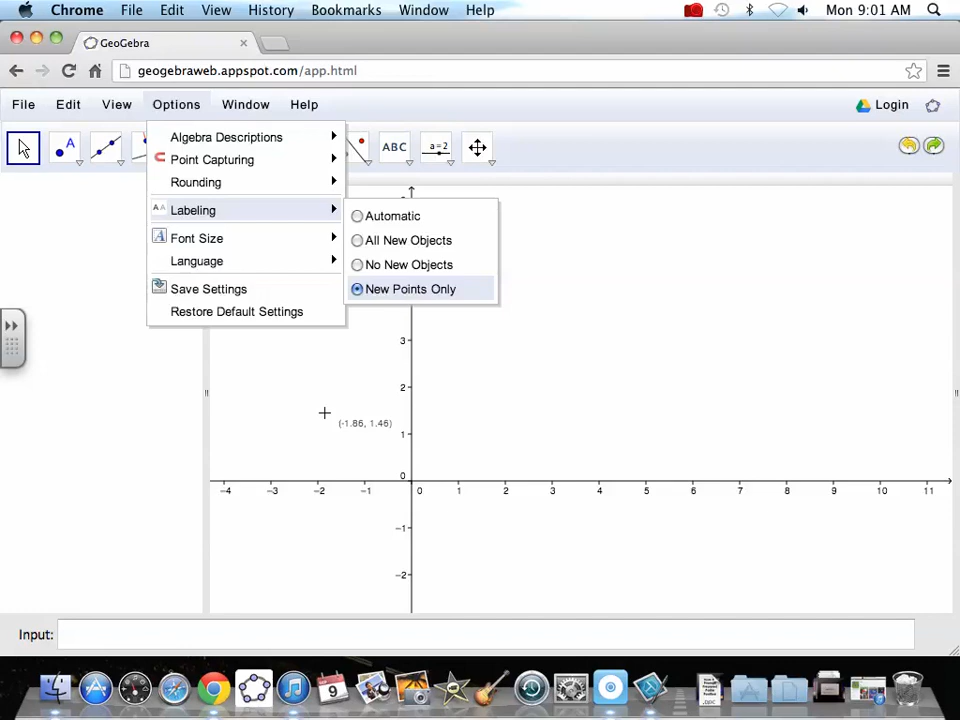 Chrome File Edit View History Bookmarks Window Help Mon 9:01 AM
GeoGebra
geogebraweb.appspot.com/app.html
File Edit View Options Window Help Login
A ABC a=2
Algebra Descriptions
Point Capturing
Rounding
Labeling
Font Size
Language
Save Settings
Restore Default Settings
Automatic
All New Objects
No New Objects
New Points Only
3
2
(-1.86, 1.46)
1
0
-4 -3 -2 -1 0 1 2 3 4 5 6 7 8 9 10 11
-1
-2
Input:
9